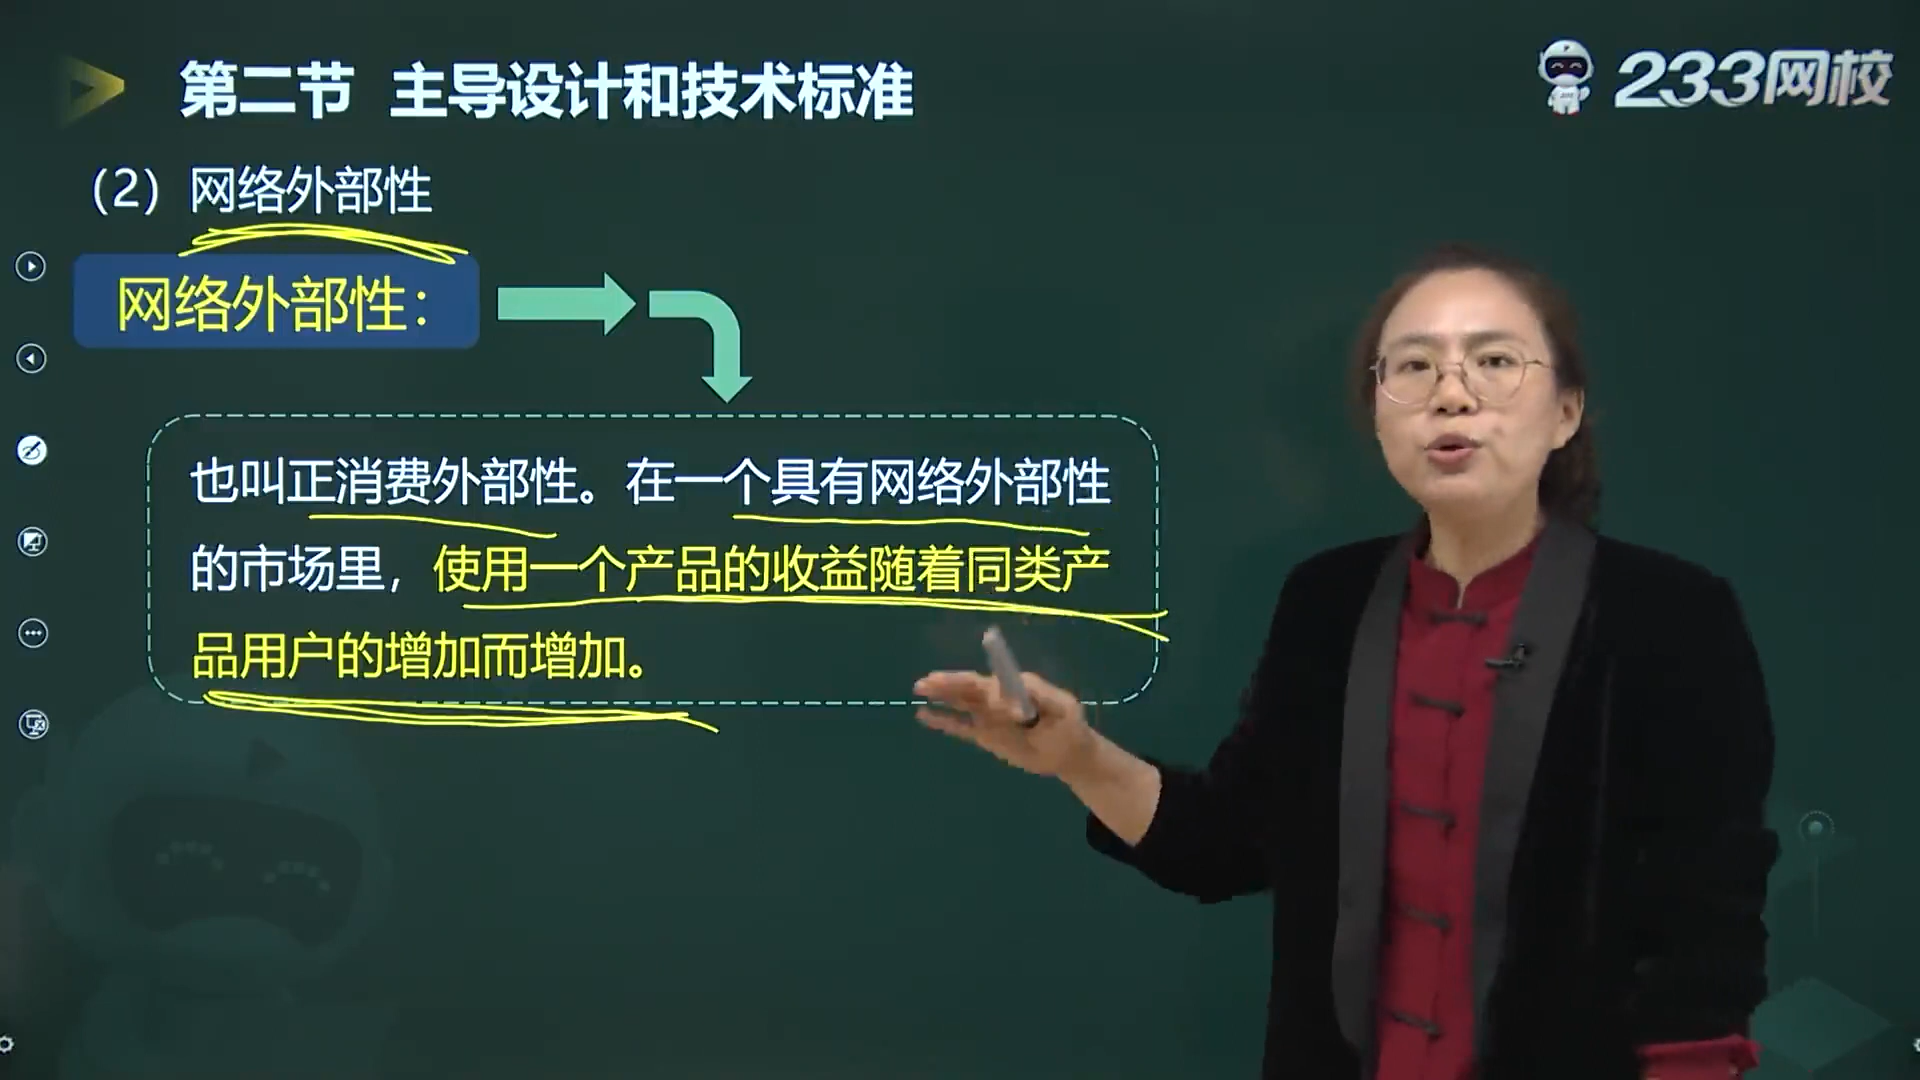 第二节 主导设计和技术标准
233网校
（2）网络外部性
网络外部性：
也叫正消费外部性。在一个具有网络外部性
的市场里，使用一个产品的收益随着同类产
品用户的增加而增加。